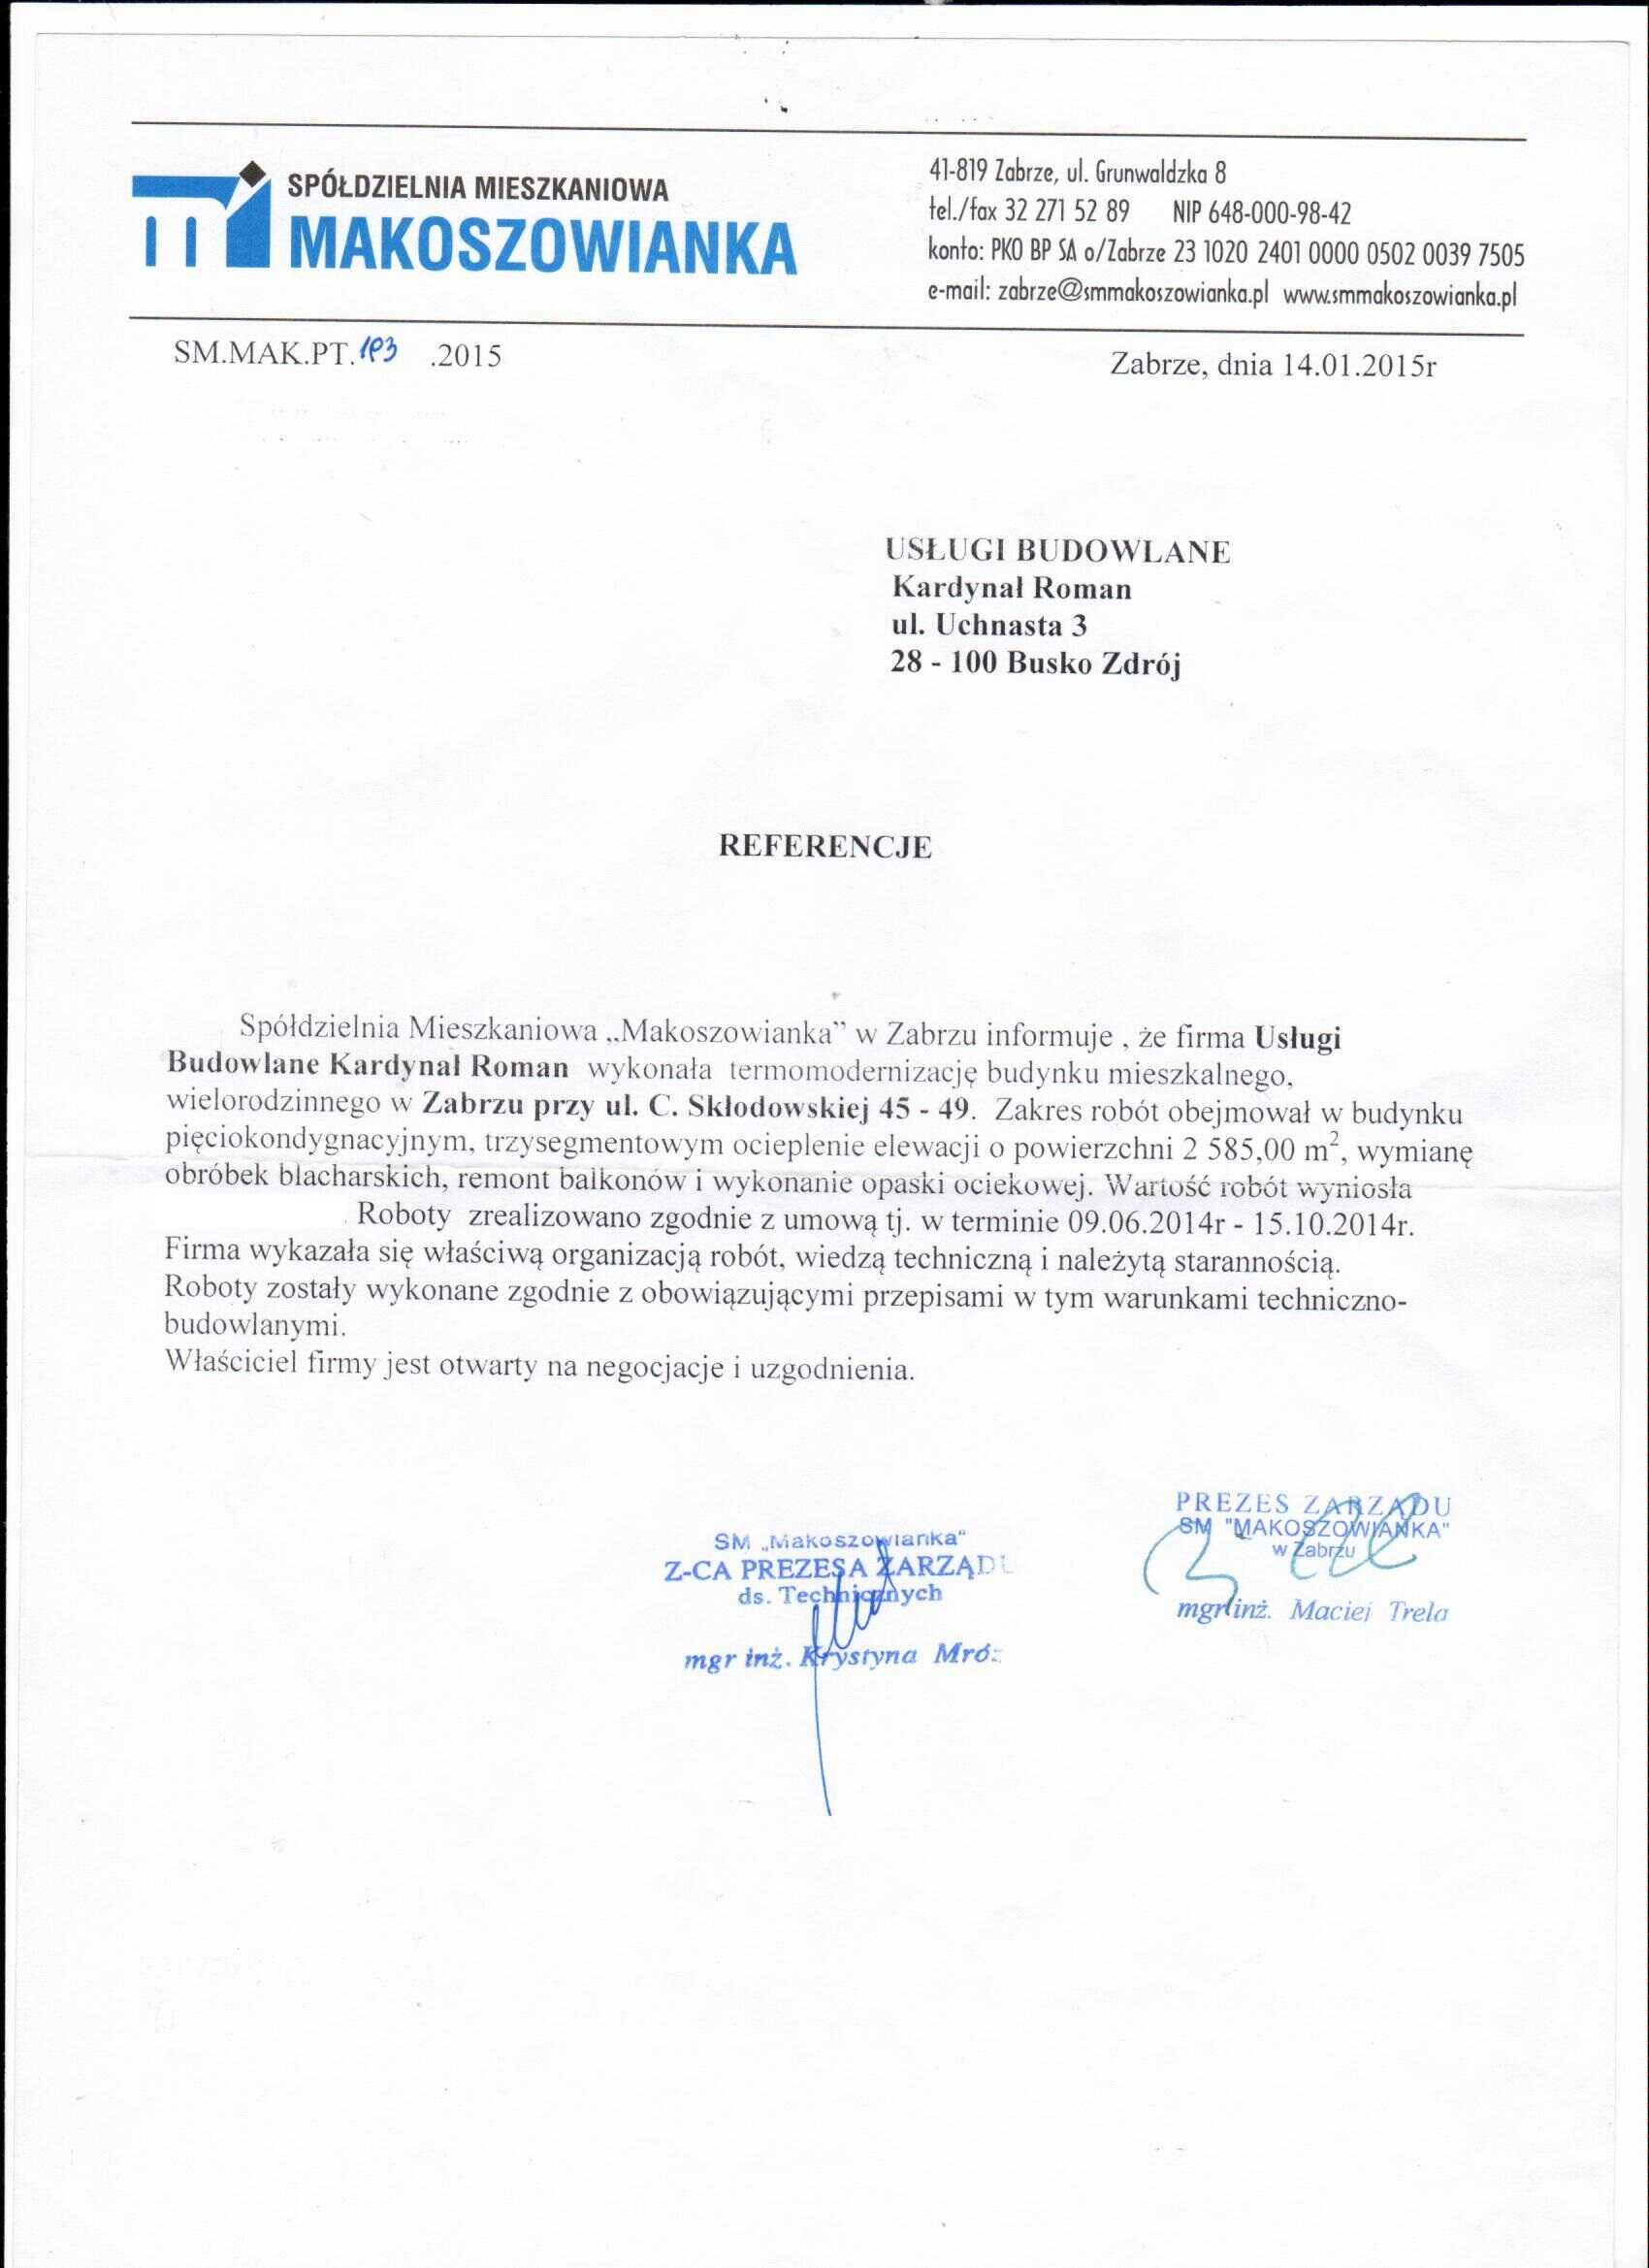 SPÓŁDZIELNIA MIESZKANIOWA
MAKOSZOWIANKA
41-819 Zabrze, ul. Grunwaldzka 8
tel./fax 32 271 52 89 NIP 648-000-98-42
konto: PKO BP SA o/Zabrze 23 1020 2401 0000 0502 0039 7505
e-mail: zabrze@smmakoszowianka.pl www.smmakoszowianka.pl
SM.MAK.PT. .2015
Zabrze, dnia 14.01.2015r
USŁUGI BUDOWLANE
Kardynał Roman
ul. Uchnasta 3
28 - 100 Busko Zdrój
REFERENCJE
Spółdzielnia Mieszkaniowa „Makoszowianka” w Zabrzu informuje , że firma Usługi
Budowlane Kardynał Roman wykonała termomodernizację budynku mieszkalnego,
wielorodzinnego w Zabrzu przy ul. C. Skłodowskiej 45 - 49. Zakres robót obejmował w budynku
pięciokondygnacyjnym, trzysegmentowym ocieplenie elewacji o powierzchni 2 585,00 m², wymianę
obróbek blacharskich, remont balkonów i wykonanie opaski ociekowej. Wartość robót wyniosła
Roboty zrealizowano zgodnie z umową tj. w terminie 09.06.2014r - 15.10.2014r.
Firma wykazała się właściwą organizacją robót, wiedzą techniczną i należytą starannością.
Roboty zostały wykonane zgodnie z obowiązującymi przepisami w tym warunkami techniczno-
budowlanymi.
Właściciel firmy jest otwarty na negocjacje i uzgodnienia.
SM „Makoszowianka”
Z-CA PREZESA ZARZĄDU
ds. Technicznych
mgr inż. Krystyna Mróz
PREZES ZARZĄDU
SM "MAKOSZOWIANKA"
w Zabrzu
mgr inż. Maciej Trela